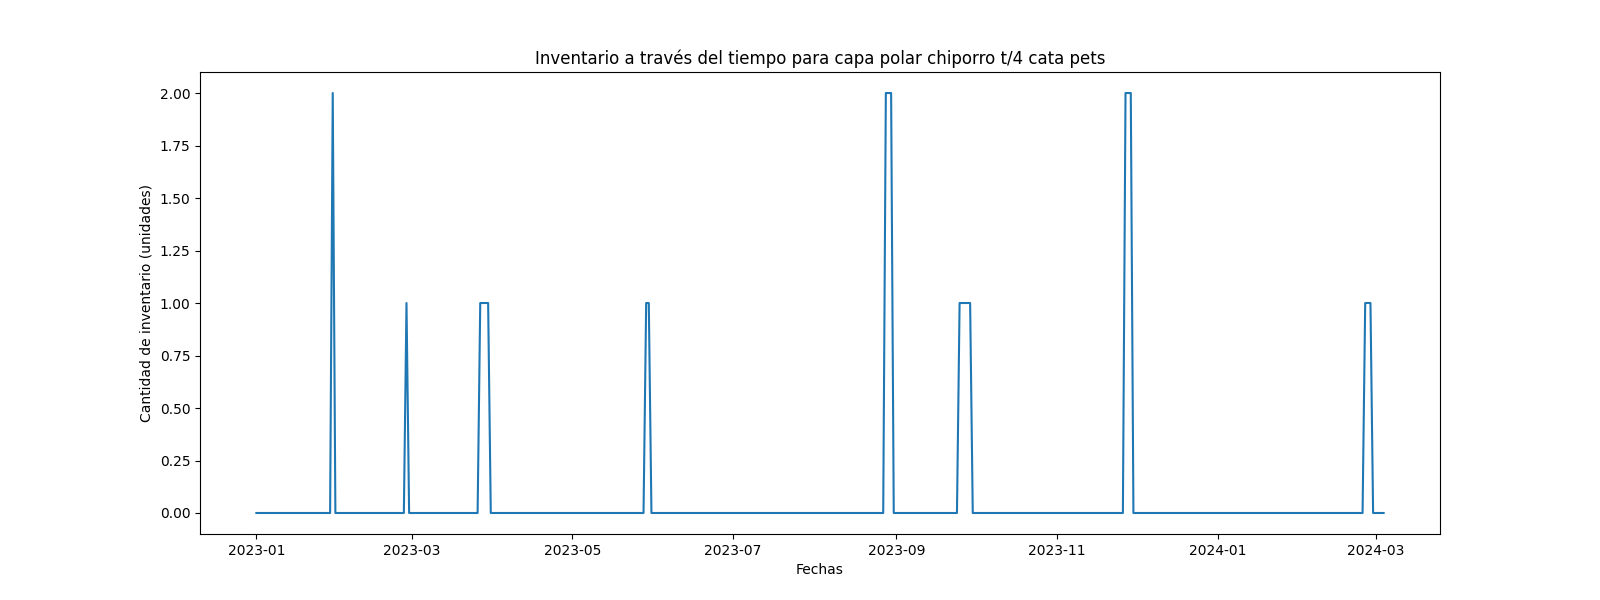 Inventario a través del tiempo para capa polar chiporro t/4 cata pets
Cantidad de inventario (unidades)
2.00
1.75
1.50
1.25
1.00
0.75
0.50
0.25
0.00
2023-01 2023-03 2023-05 2023-07 2023-09 2023-11 2024-01 2024-03
Fechas